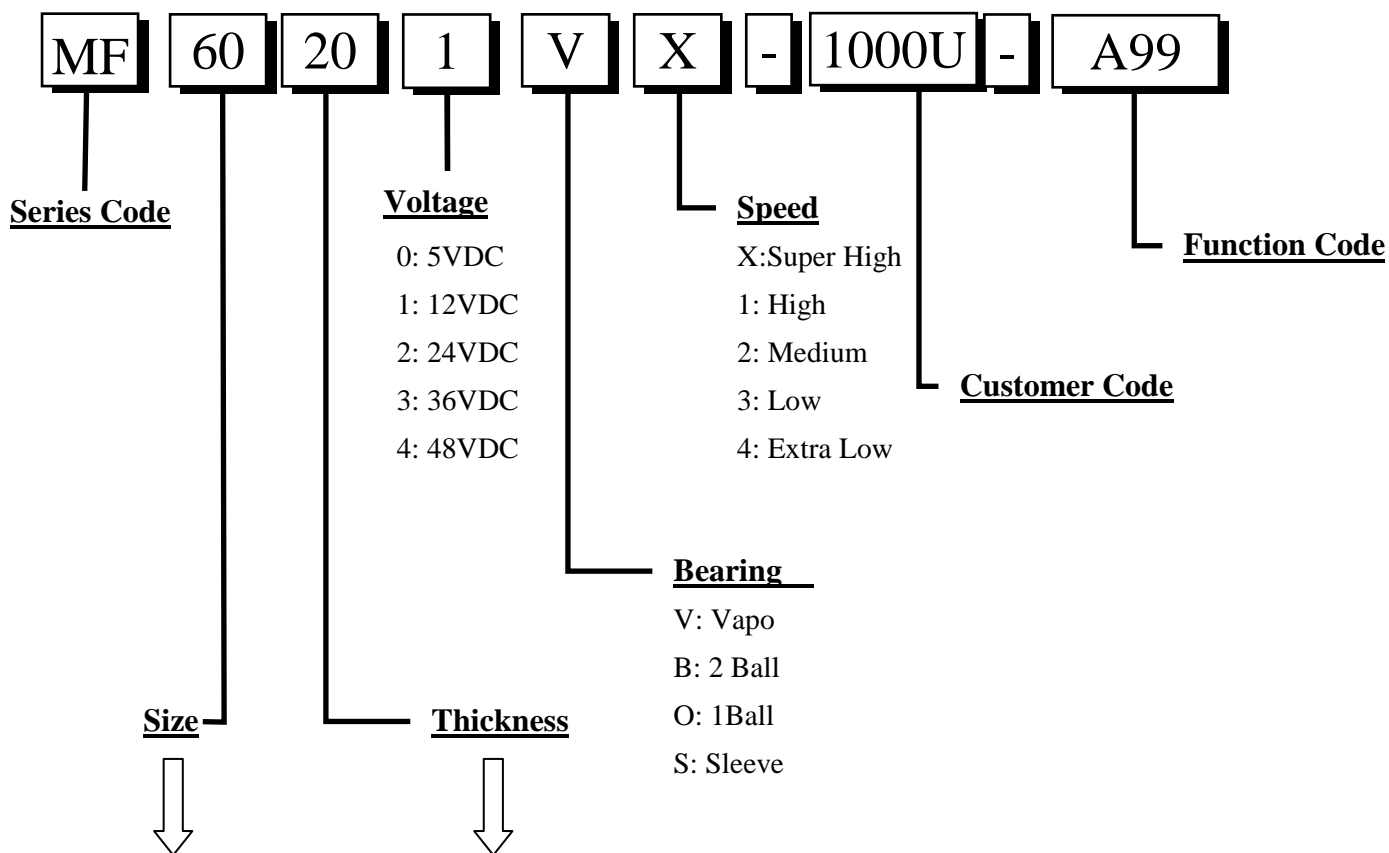 MF 60 20 1 V X - 1000U - A99
Series Code
Voltage
0: 5VDC
1: 12VDC
2: 24VDC
3: 36VDC
4: 48VDC
Speed
X:Super High
1: High
2: Medium
3: Low
4: Extra Low
Function Code
Customer Code
Bearing
V: Vapo
B: 2 Ball
O: 1Ball
S: Sleeve
Size
Thickness